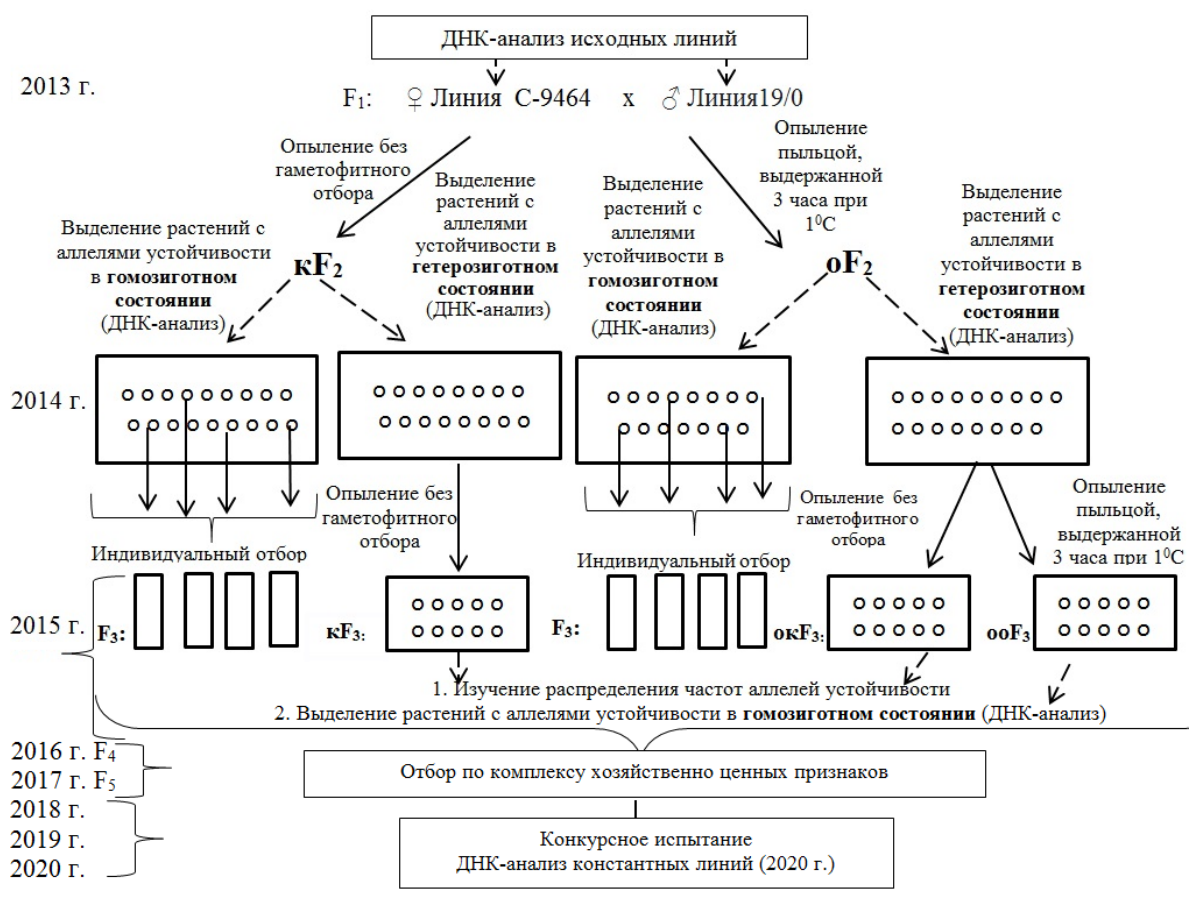 ДНК-анализ исходных линий
2013 г.
F₁: ♀ Линия С-9464 х ♂ Линия19/0
Опыление без
гаметофитного
отбора
Опыление
пыльцой,
выдержанной
3 часа при
1⁰С
Выделение растений с
аллелями устойчивости
в гомозиготном
состоянии
(ДНК-анализ)
кF₂
Выделение
растений с
аллелями
устойчивости в
гетерозиготном
состоянии
(ДНК-анализ)
Выделение
растений с
аллелями
устойчивости в
гомозиготном
состоянии
(ДНК-анализ)
оF₂
Выделение
растений с
аллелями
устойчивости в
гетерозиготном
состоянии
(ДНК-анализ)
2014 г.
о о о о о о о о о
о о о о о о о о о
о о о о о о о о
о о о о о о о о
о о о о о о о о
о о о о о о о
о о о о о о о о о
о о о о о о о о
Индивидуальный отбор
Опыление без
гаметофитного
отбора
Индивидуальный отбор
Опыление без
гаметофитного
отбора
Опыление
пыльцой,
выдержанной
3 часа при 1⁰С
2015 г.
F₃:
кF₃:
о о о о о
о о о о о
F₃:
окF₃:
о о о о о
о о о о о
ооF₃
о о о о о
о о о о о
1. Изучение распределения частот аллелей устойчивости
2. Выделение растений с аллелями устойчивости в гомозиготном состоянии (ДНК-анализ)
2016 г. F₄
2017 г. F₅
Отбор по комплексу хозяйственно ценных признаков
2018 г.
2019 г.
2020 г.
Конкурсное испытание
ДНК-анализ константных линий (2020 г.)